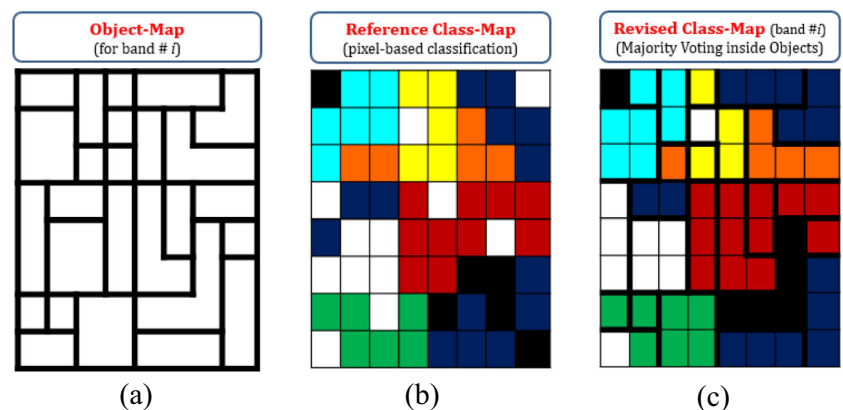 Object-Map
(for band # i)
Reference Class-Map
(pixel-based classification)
Revised Class-Map (band #i)
(Majority Voting inside Objects)
(a)
(b)
(c)